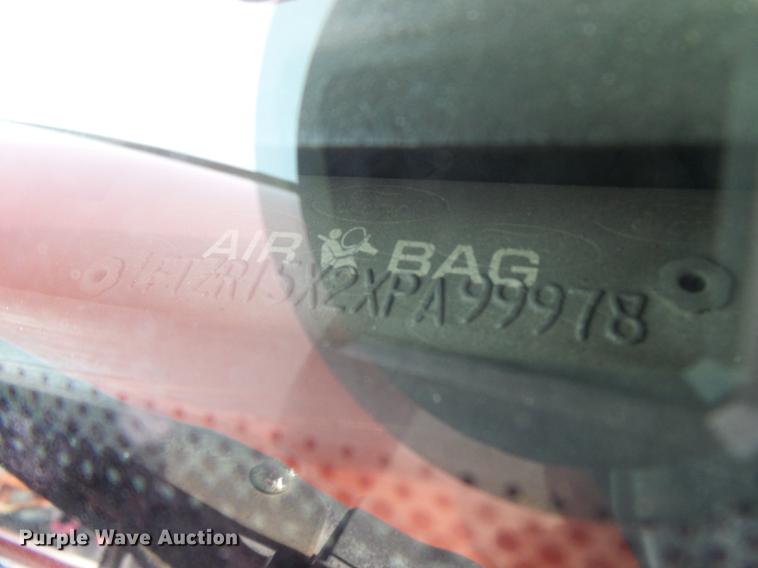 AIR BAG
1FTZR15X2XPA99978
Purple Wave Auction